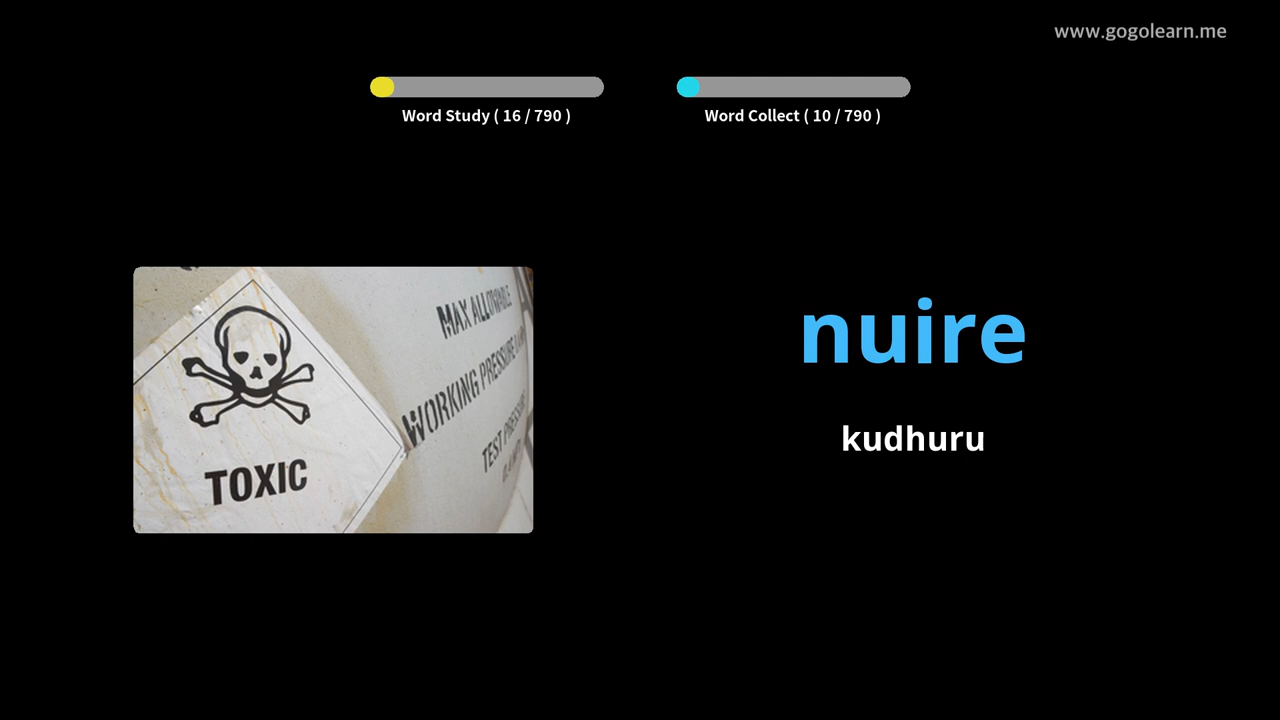 www.gogolearn.me
Word Study ( 16 / 790 )
Word Collect ( 10 / 790 )
MAX ALLOWABLE
WORKING PRESSURE
TEST PRESSURE
TOXIC
nuire
kudhuru